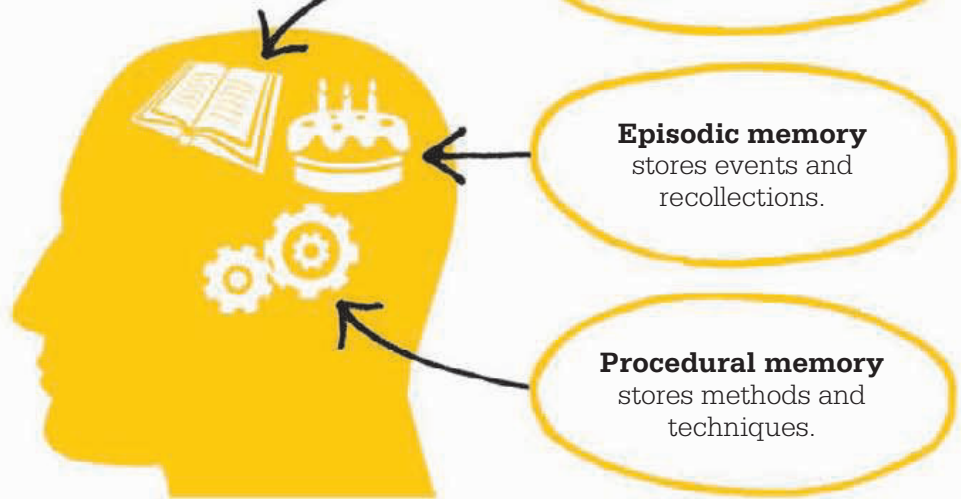 Episodic memory
stores events and
recollections.
Procedural memory
stores methods and
techniques.